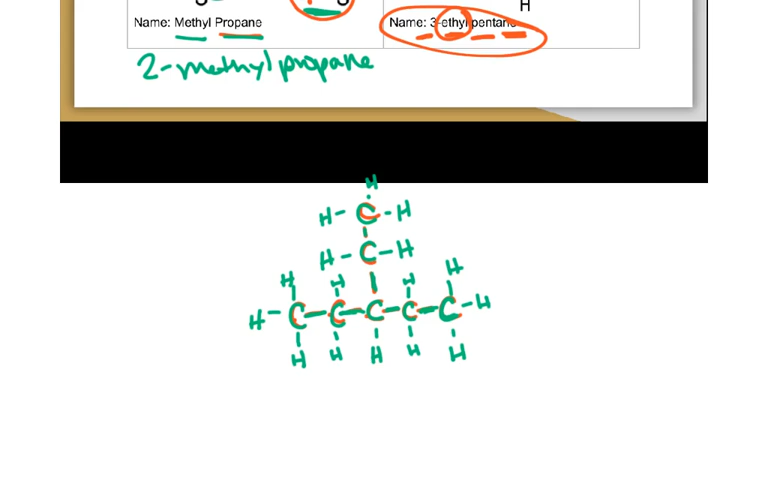 H
Name: Methyl Propane
Name: 3-ethyl pentane
2-methyl propane
H
H-C-H
H-C-H
H H H H
H-C-C-C-C-C-H
H H H H H